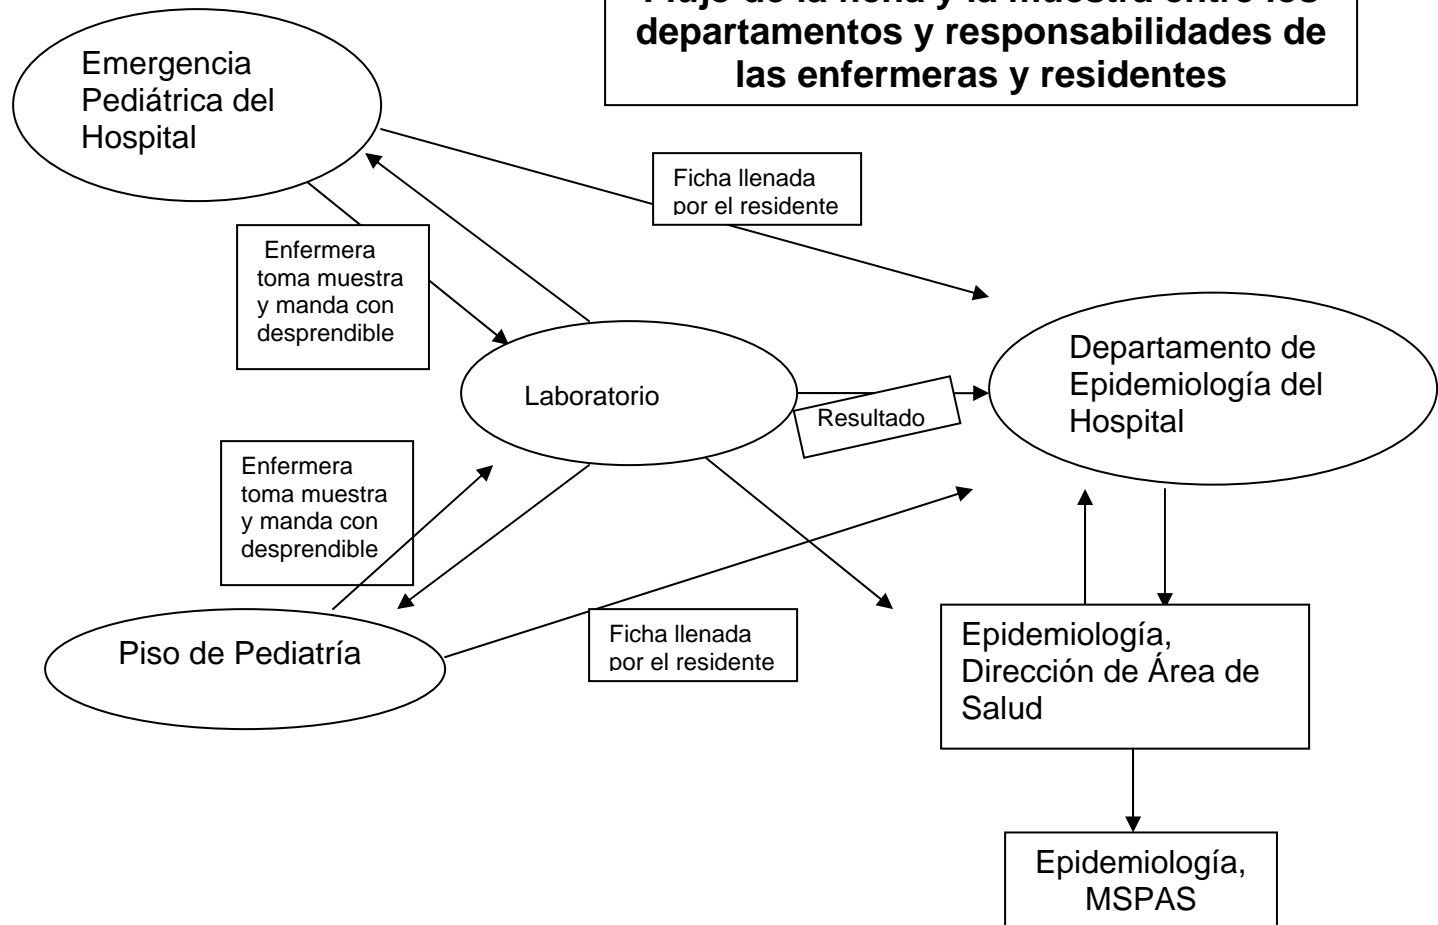 departamentos y responsabilidades de
las enfermeras y residentes
Emergencia
Pediátrica del
Hospital
Ficha llenada
por el residente
Enfermera
toma muestra
y manda con
desprendible
Laboratorio
Resultado
Departamento de
Epidemiología del
Hospital
Enfermera
toma muestra
y manda con
desprendible
Piso de Pediatría
Ficha llenada
por el residente
Epidemiología,
Dirección de Área de
Salud
Epidemiología,
MSPAS